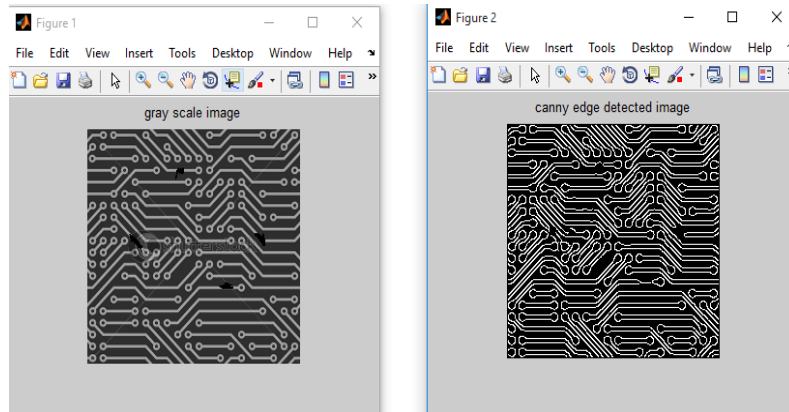 Figure 1
File Edit View Insert Tools Desktop Window Help
gray scale image
Figure 2
File Edit View Insert Tools Desktop Window Help
canny edge detected image